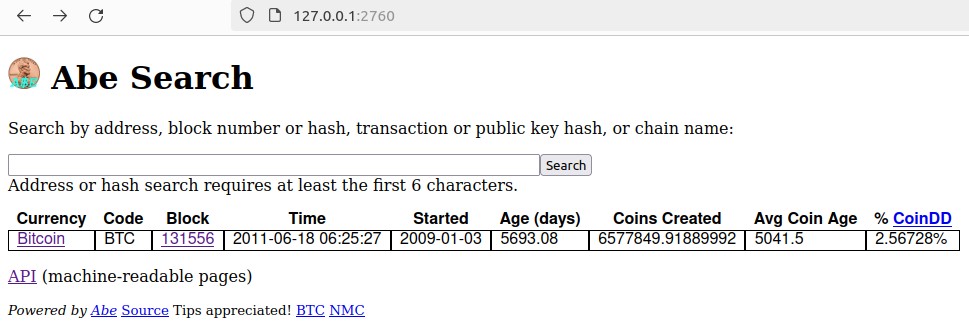 127.0.0.1:2760
Abe Search
Search by address, block number or hash, transaction or public key hash, or chain name:
Search
Address or hash search requires at least the first 6 characters.
Currency Code Block Time Started Age (days) Coins Created Avg Coin Age % CoinDD
Bitcoin BTC 131556 2011-06-18 06:25:27 2009-01-03 5693.08 6577849.91889992 5041.5 2.56728%
API (machine-readable pages)
Powered by Abe Source Tips appreciated! BTC NMC